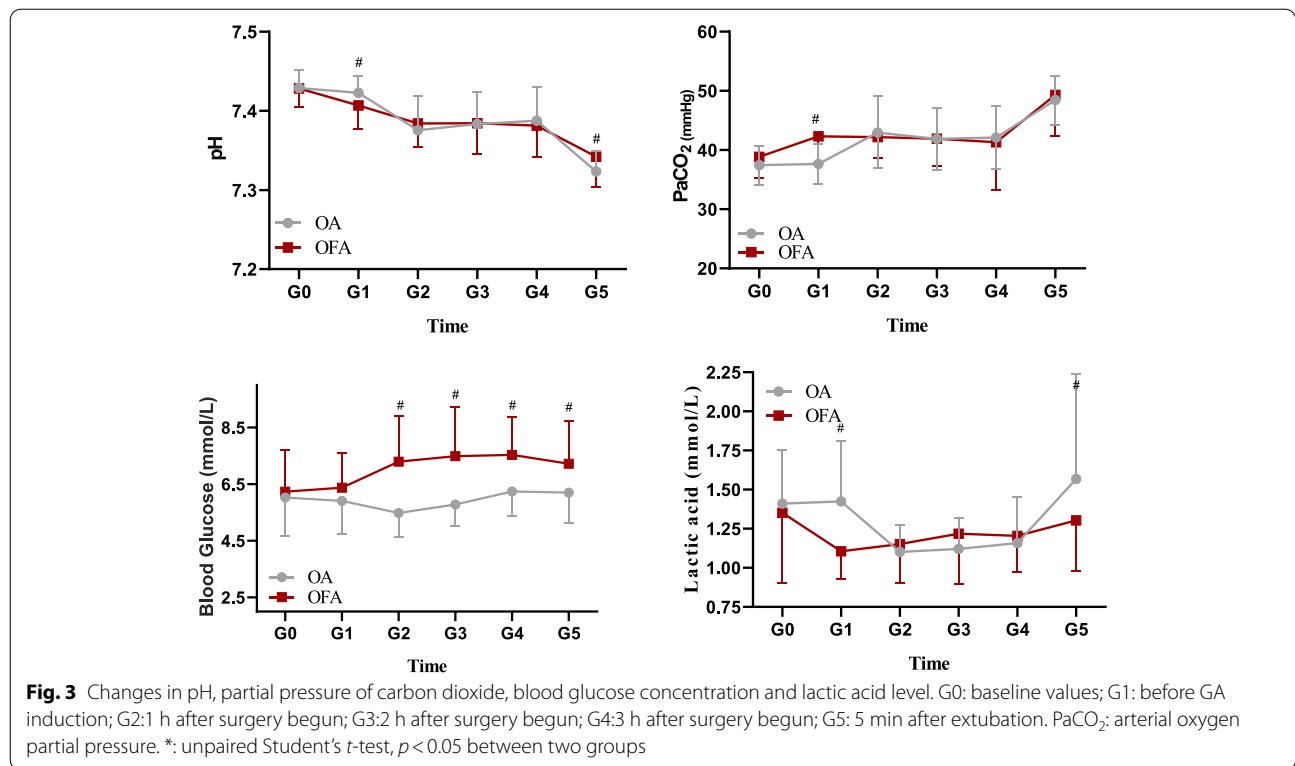 7.5
7.4
7.3
7.2
pH
#
#
OA
OFA
G0 G1 G2 G3 G4 G5
Time
60
50
40
30
20
PaCO2 (mmHg)
#
OA
OFA
G0 G1 G2 G3 G4 G5
Time
8.5
6.5
4.5
2.5
Blood Glucose (mmol/L)
# # # #
OA
OFA
G0 G1 G2 G3 G4 G5
Time
2.25
2.00
1.75
1.50
1.25
1.00
0.75
Lactic acid (mmol/L)
OA
OFA
#
#
G0 G1 G2 G3 G4 G5
Time
Fig. 3 Changes in pH, partial pressure of carbon dioxide, blood glucose concentration and lactic acid level. G0: baseline values; G1: before GA
induction; G2:1 h after surgery begun; G3:2 h after surgery begun; G4:3 h after surgery begun; G5: 5 min after extubation. PaCO2: arterial oxygen
partial pressure. *: unpaired Student's t-test, p < 0.05 between two groups